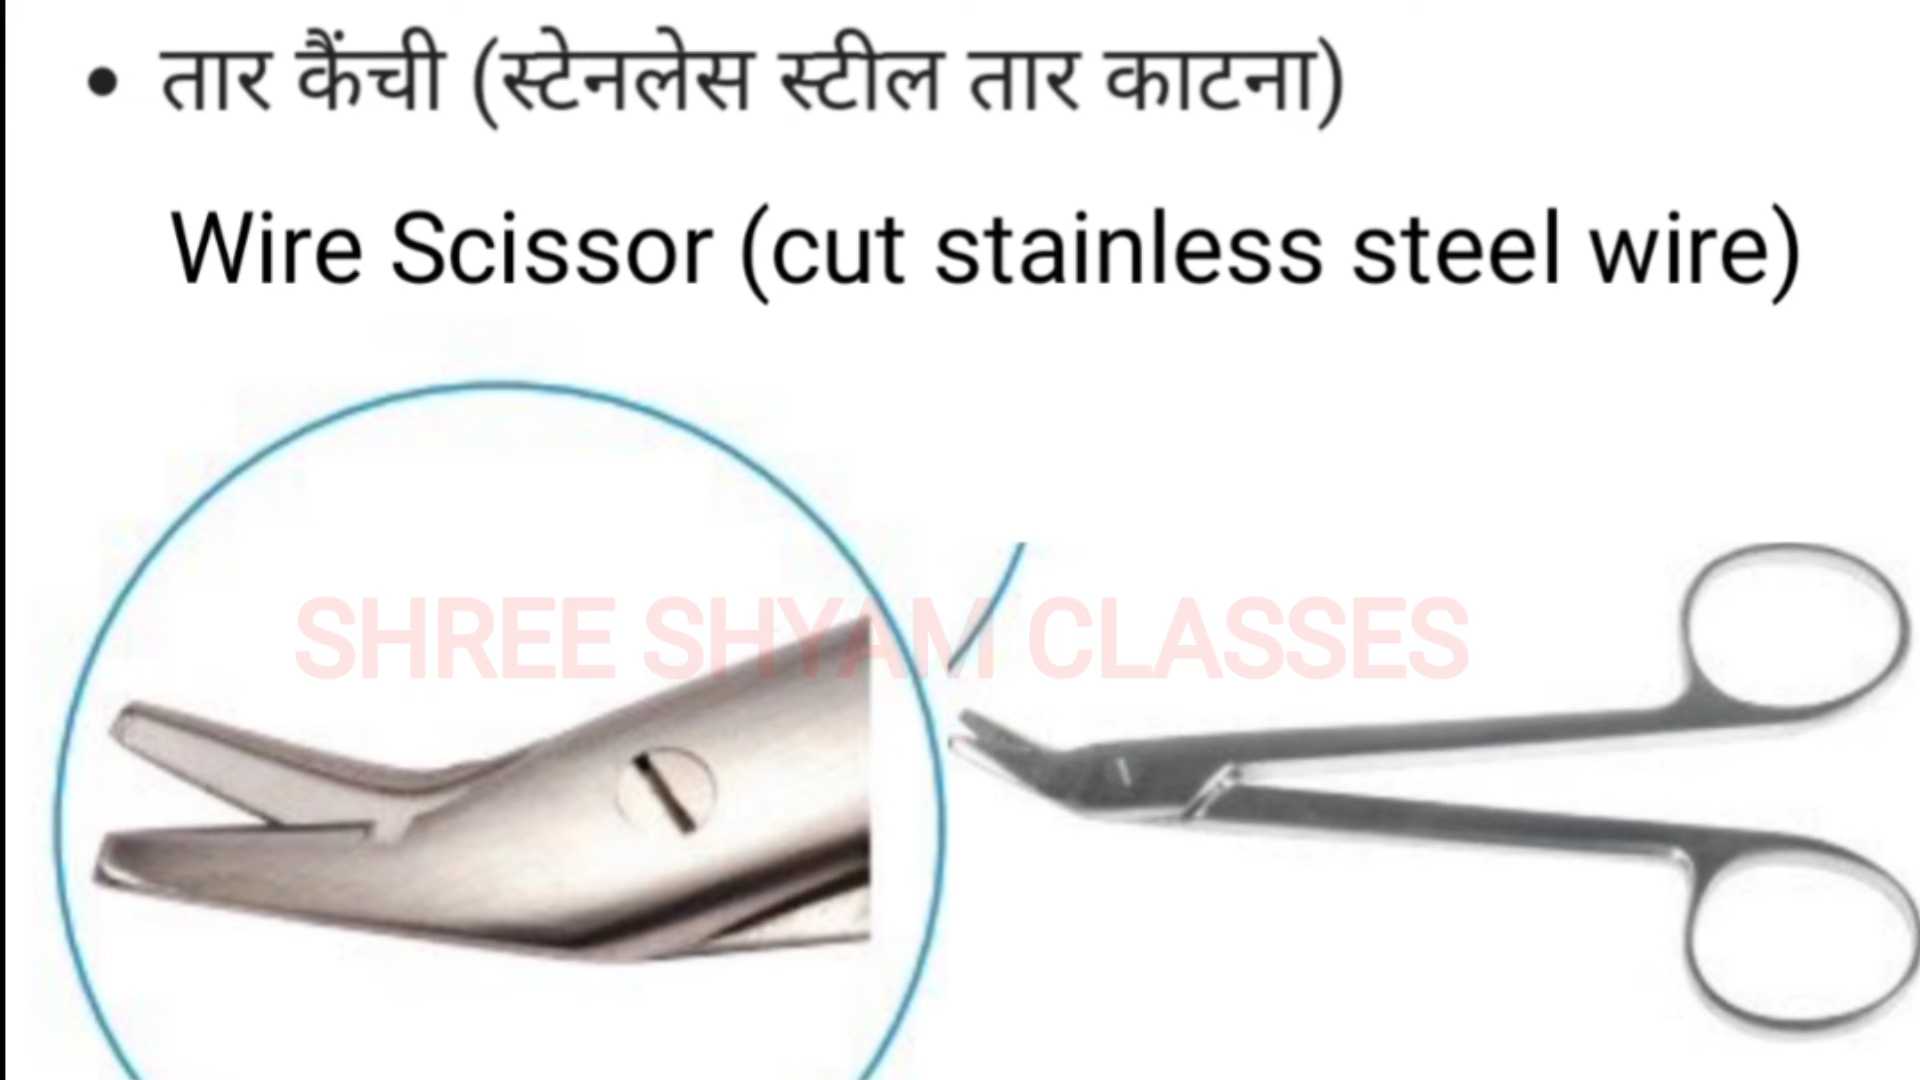 • तार कैंची (स्टेनलेस स्टील तार काटना)
Wire Scissor (cut stainless steel wire)
SHREE SHYAM CLASSES